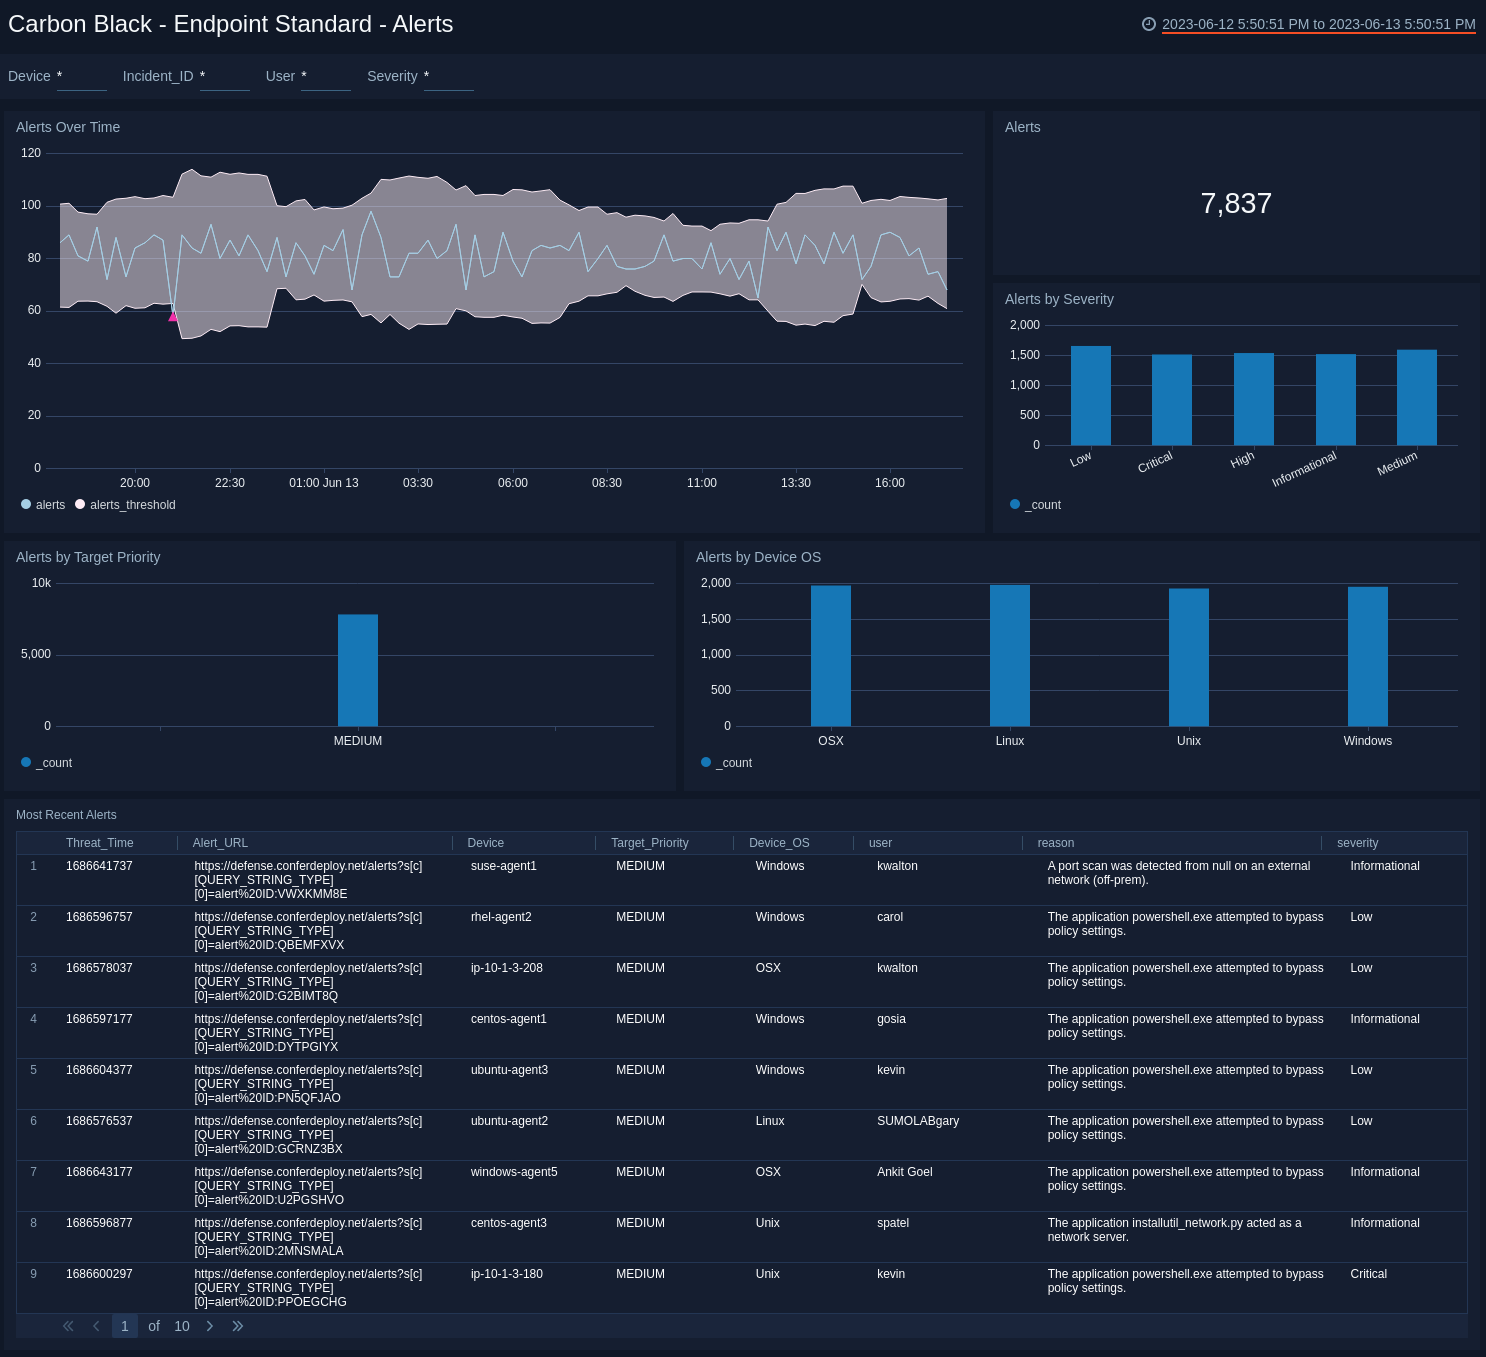 Carbon Black - Endpoint Standard - Alerts
2023-06-12 5:50:51 PM to 2023-06-13 5:50:51 PM
Device * Incident_ID * User * Severity *
Alerts Over Time
120
100
80
60
40
20
0
20:00 22:30 01:00 Jun 13 03:30 06:00 08:30 11:00 13:30 16:00
alerts alerts_threshold
Alerts
7,837
Alerts by Severity
2,000
1,500
1,000
500
0
Low Critical High Informational Medium
_count
Alerts by Target Priority
10k
5,000
0
MEDIUM
_count
Alerts by Device OS
2,000
1,500
1,000
500
0
OSX Linux Unix Windows
_count
Most Recent Alerts
Threat_Time Alert_URL Device Target_Priority Device_OS user reason severity
1 1686641737 https://defense.conferdeploy.net/alerts?s[c] suse-agent1 MEDIUM Windows kwalton A port scan was detected from null on an external Informational
[QUERY_STRING_TYPE] network (off-prem).
[0]=alert%20ID:VWXKMM8E
2 1686596757 https://defense.conferdeploy.net/alerts?s[c] rhel-agent2 MEDIUM Windows carol The application powershell.exe attempted to bypass Low
[QUERY_STRING_TYPE] policy settings.
[0]=alert%20ID:QBEMFXVX
3 1686578037 https://defense.conferdeploy.net/alerts?s[c] ip-10-1-3-208 MEDIUM OSX kwalton The application powershell.exe attempted to bypass Low
[QUERY_STRING_TYPE] policy settings.
[0]=alert%20ID:G2BIMT8Q
4 1686597177 https://defense.conferdeploy.net/alerts?s[c] centos-agent1 MEDIUM Windows gosia The application powershell.exe attempted to bypass Informational
[QUERY_STRING_TYPE] policy settings.
[0]=alert%20ID:DYTPGIYX
5 1686604377 https://defense.conferdeploy.net/alerts?s[c] ubuntu-agent3 MEDIUM Windows kevin The application powershell.exe attempted to bypass Low
[QUERY_STRING_TYPE] policy settings.
[0]=alert%20ID:PN5QFJAO
6 1686576537 https://defense.conferdeploy.net/alerts?s[c] ubuntu-agent2 MEDIUM Linux SUMOLABgary The application powershell.exe attempted to bypass Low
[QUERY_STRING_TYPE] policy settings.
[0]=alert%20ID:GCRNZ3BX
7 1686643177 https://defense.conferdeploy.net/alerts?s[c] windows-agent5 MEDIUM OSX Ankit Goel The application powershell.exe attempted to bypass Informational
[QUERY_STRING_TYPE] policy settings.
[0]=alert%20ID:U2PGSHVO
8 1686596877 https://defense.conferdeploy.net/alerts?s[c] centos-agent3 MEDIUM Unix spatel The application installutil_network.py acted as a Informational
[QUERY_STRING_TYPE] network server.
[0]=alert%20ID:2MNSMALA
9 1686600297 https://defense.conferdeploy.net/alerts?s[c] ip-10-1-3-180 MEDIUM Unix kevin The application powershell.exe attempted to bypass Critical
[QUERY_STRING_TYPE] policy settings.
[0]=alert%20ID:PPOEGCHG
1 of 10